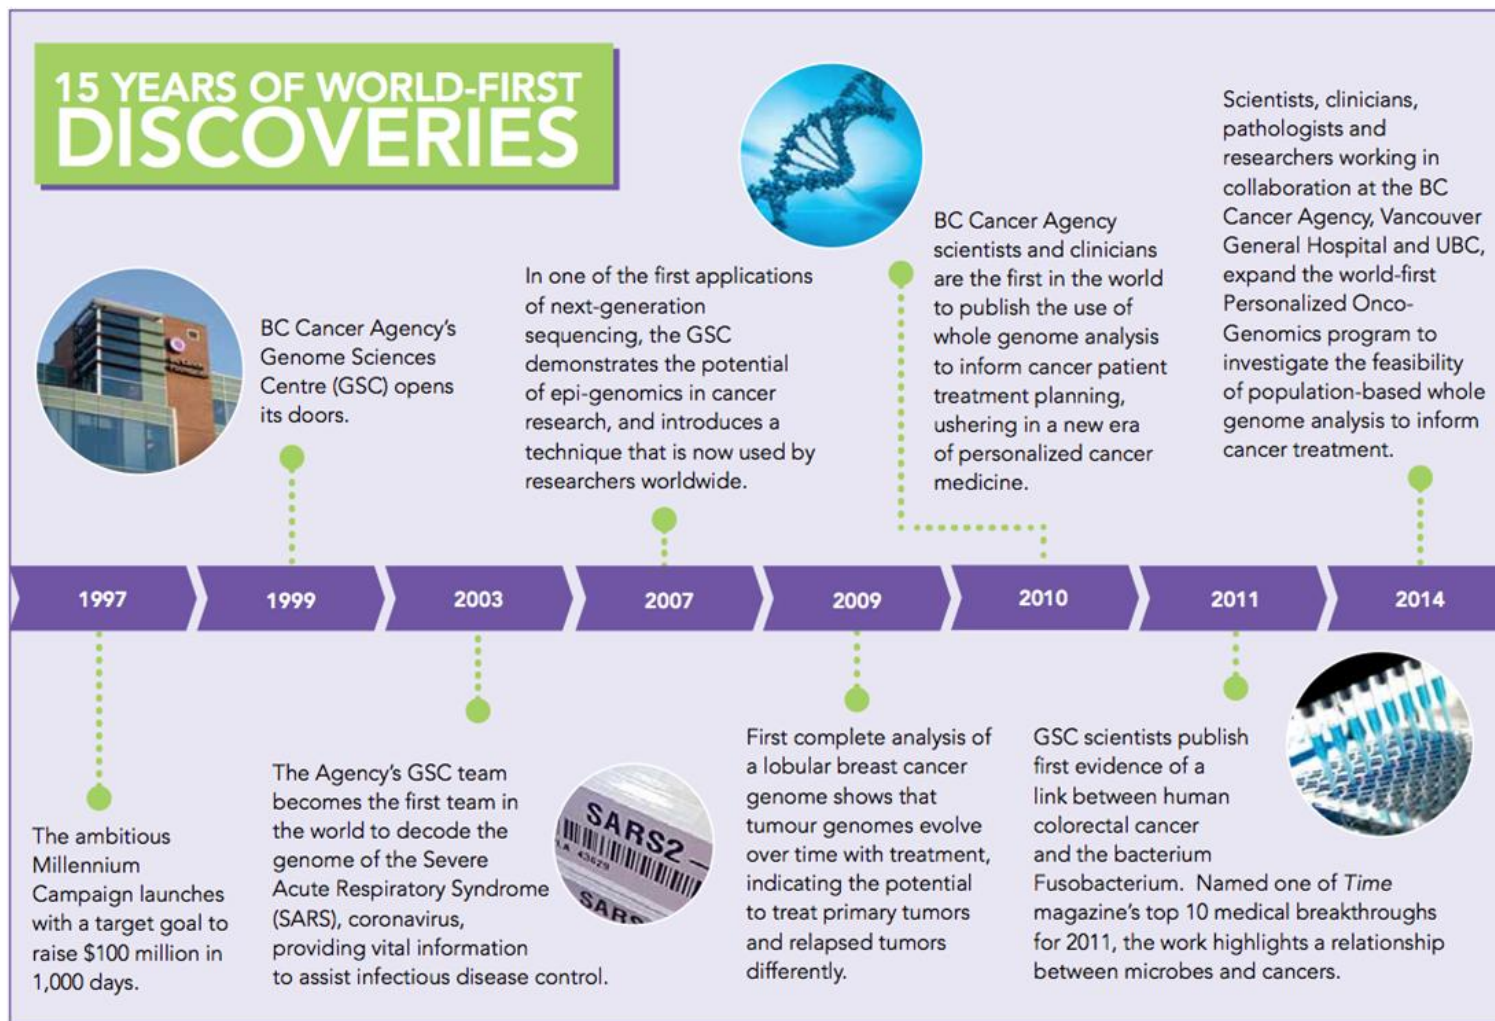 15 YEARS OF WORLD-FIRST
DISCOVERIES
BC Cancer Agency's
Genome Sciences
Centre (GSC) opens
its doors.
In one of the first applications
of next-generation
sequencing, the GSC
demonstrates the potential
of epi-genomics in cancer
research, and introduces a
technique that is now used by
researchers worldwide.
BC Cancer Agency
scientists and clinicians
are the first in the world
to publish the use of
whole genome analysis
to inform cancer patient
treatment planning,
ushering in a new era
of personalized cancer
medicine.
Scientists, clinicians,
pathologists and
researchers working in
collaboration at the BC
Cancer Agency, Vancouver
General Hospital and UBC,
expand the world-first
Personalized Onco-
Genomics program to
investigate the feasibility
of population-based whole
genome analysis to inform
cancer treatment.
1997
1999
2003
2007
2009
2010
2011
2014
The ambitious
Millennium
Campaign launches
with a target goal to
raise $100 million in
1,000 days.
The Agency's GSC team
becomes the first team in
the world to decode the
genome of the Severe
Acute Respiratory Syndrome
(SARS), coronavirus,
providing vital information
to assist infectious disease control.
SARS2 –
43629
SARS
First complete analysis of
a lobular breast cancer
genome shows that
tumour genomes evolve
over time with treatment,
indicating the potential
to treat primary tumors
and relapsed tumors
differently.
GSC scientists publish
first evidence of a
link between human
colorectal cancer
and the bacterium
Fusobacterium. Named one of Time
magazine's top 10 medical breakthroughs
for 2011, the work highlights a relationship
between microbes and cancers.